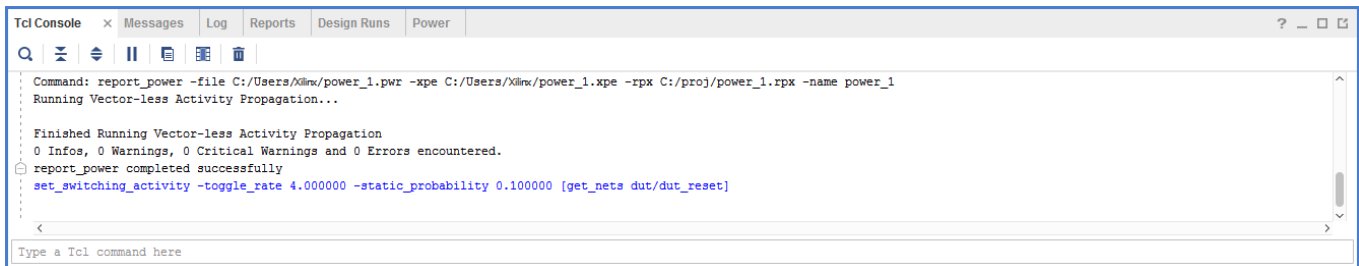 Tcl Console × Messages Log Reports Design Runs Power ?
Command: report_power -file C:/Users/Xilinx/power_1.pwr -xpe C:/Users/Xilinx/power_1.xpe -rpx C:/proj/power_1.rpx -name power_1
Running Vector-less Activity Propagation...
Finished Running Vector-less Activity Propagation
0 Infos, 0 Warnings, 0 Critical Warnings and 0 Errors encountered.
report_power completed successfully
set_switching_activity -toggle_rate 4.000000 -static_probability 0.100000 [get_nets dut/dut_reset]
Type a Tcl command here